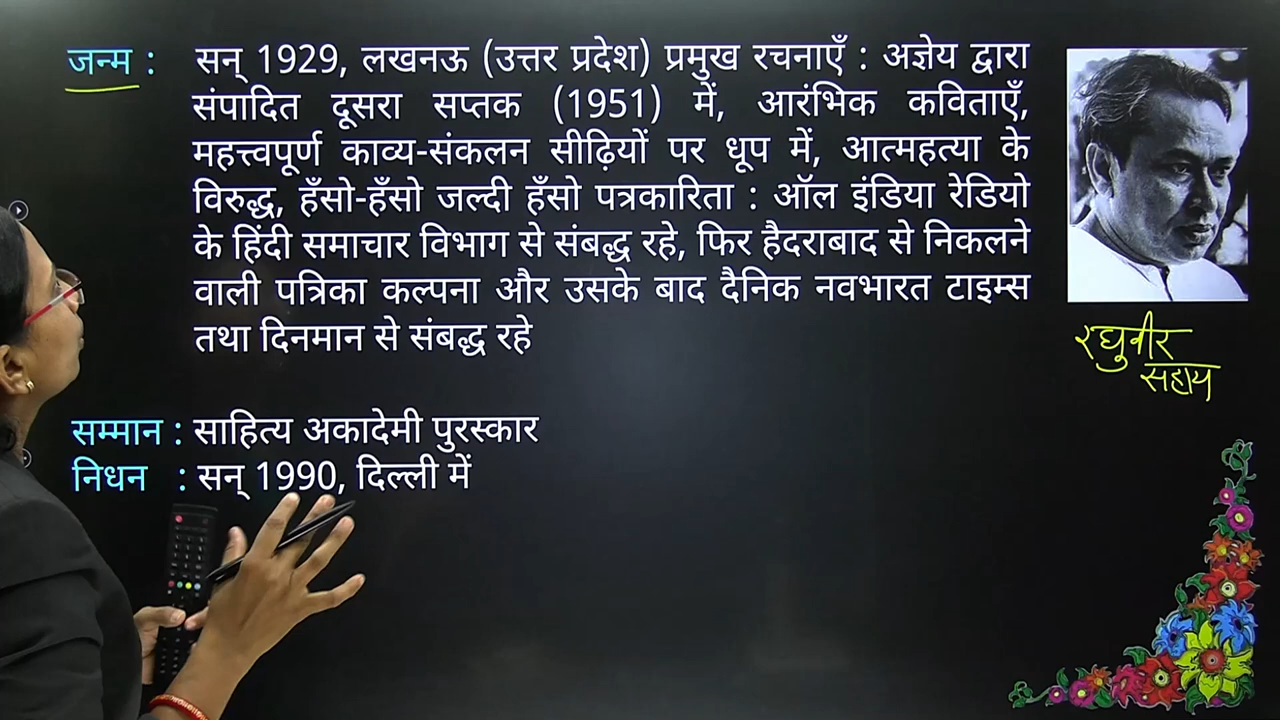 जन्म : सन् 1929, लखनऊ (उत्तर प्रदेश) प्रमुख रचनाएँ : अज्ञेय द्वारा
संपादित दूसरा सप्तक (1951) में, आरंभिक कविताएँ,
महत्त्वपूर्ण काव्य-संकलन सीढ़ियों पर धूप में, आत्महत्या के
विरुद्ध, हँसो-हँसो जल्दी हँसो पत्रकारिता : ऑल इंडिया रेडियो
के हिंदी समाचार विभाग से संबद्ध रहे, फिर हैदराबाद से निकलने
वाली पत्रिका कल्पना और उसके बाद दैनिक नवभारत टाइम्स
तथा दिनमान से संबद्ध रहे
रघुवीर
सहाय
सम्मान : साहित्य अकादेमी पुरस्कार
निधन : सन् 1990, दिल्ली में